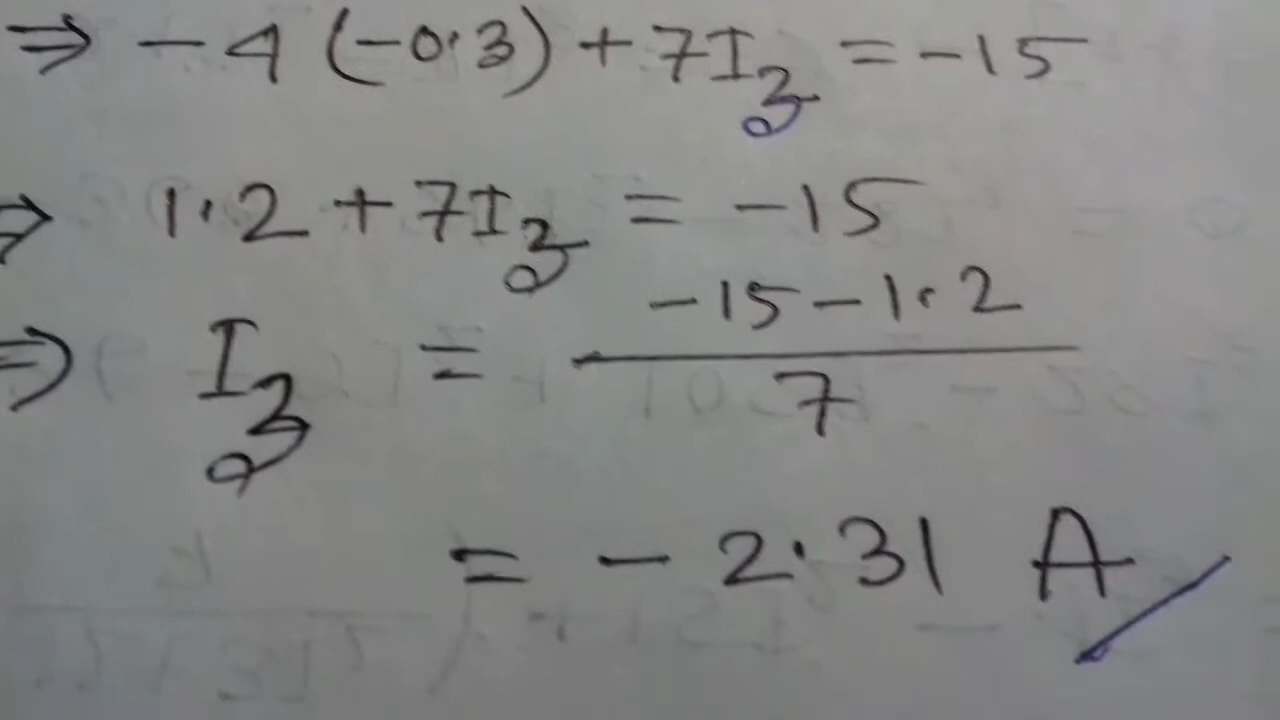 ⇒ -4 (-0.3) + 7I₃ = -15
⇒ 1.2 + 7I₃ = -15
⇒ I₃ = (-15 - 1.2) / 7
= - 2.31 A